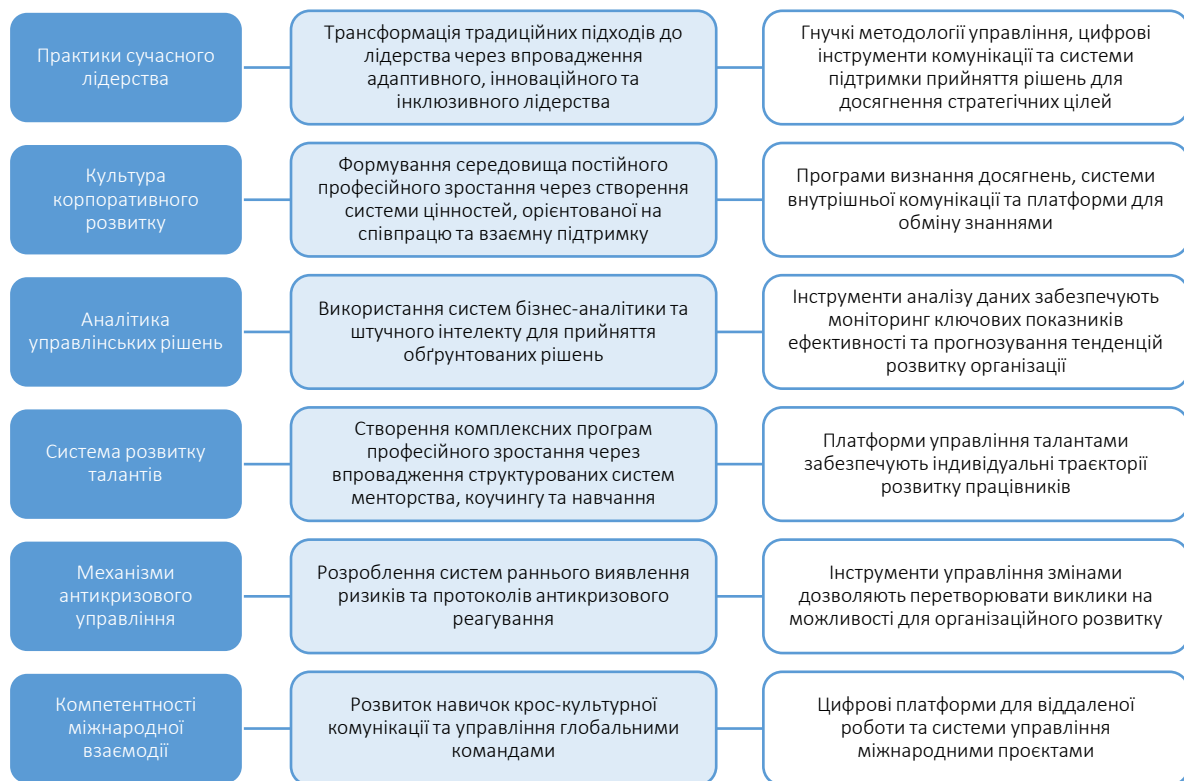 Практики сучасного
лідерства
Трансформація традиційних підходів до
лідерства через впровадження
адаптивного, інноваційного та
інклюзивного лідерства
Гнучкі методології управління, цифрові
інструменти комунікації та системи
підтримки прийняття рішень для
досягнення стратегічних цілей
Культура
корпоративного
розвитку
Формування середовища постійного
професійного зростання через створення
системи цінностей, орієнтованої на
співпрацю та взаємну підтримку
Програми визнання досягнень, системи
внутрішньої комунікації та платформи для
обміну знаннями
Аналітика
управлінських рішень
Використання систем бізнес-аналітики та
штучного інтелекту для прийняття
обґрунтованих рішень
Інструменти аналізу даних забезпечують
моніторинг ключових показників
ефективності та прогнозування тенденцій
розвитку організації
Система розвитку
талантів
Створення комплексних програм
професійного зростання через
впровадження структурованих систем
менторства, коучингу та навчання
Платформи управління талантами
забезпечують індивідуальні траєкторії
розвитку працівників
Механізми
антикризового
управління
Розроблення систем раннього виявлення
ризиків та протоколів антикризового
реагування
Інструменти управління змінами
дозволяють перетворювати виклики на
можливості для організаційного розвитку
Компетентності
міжнародної
взаємодії
Розвиток навичок крос-культурної
комунікації та управління глобальними
командами
Цифрові платформи для віддаленої
роботи та системи управління
міжнародними проєктами